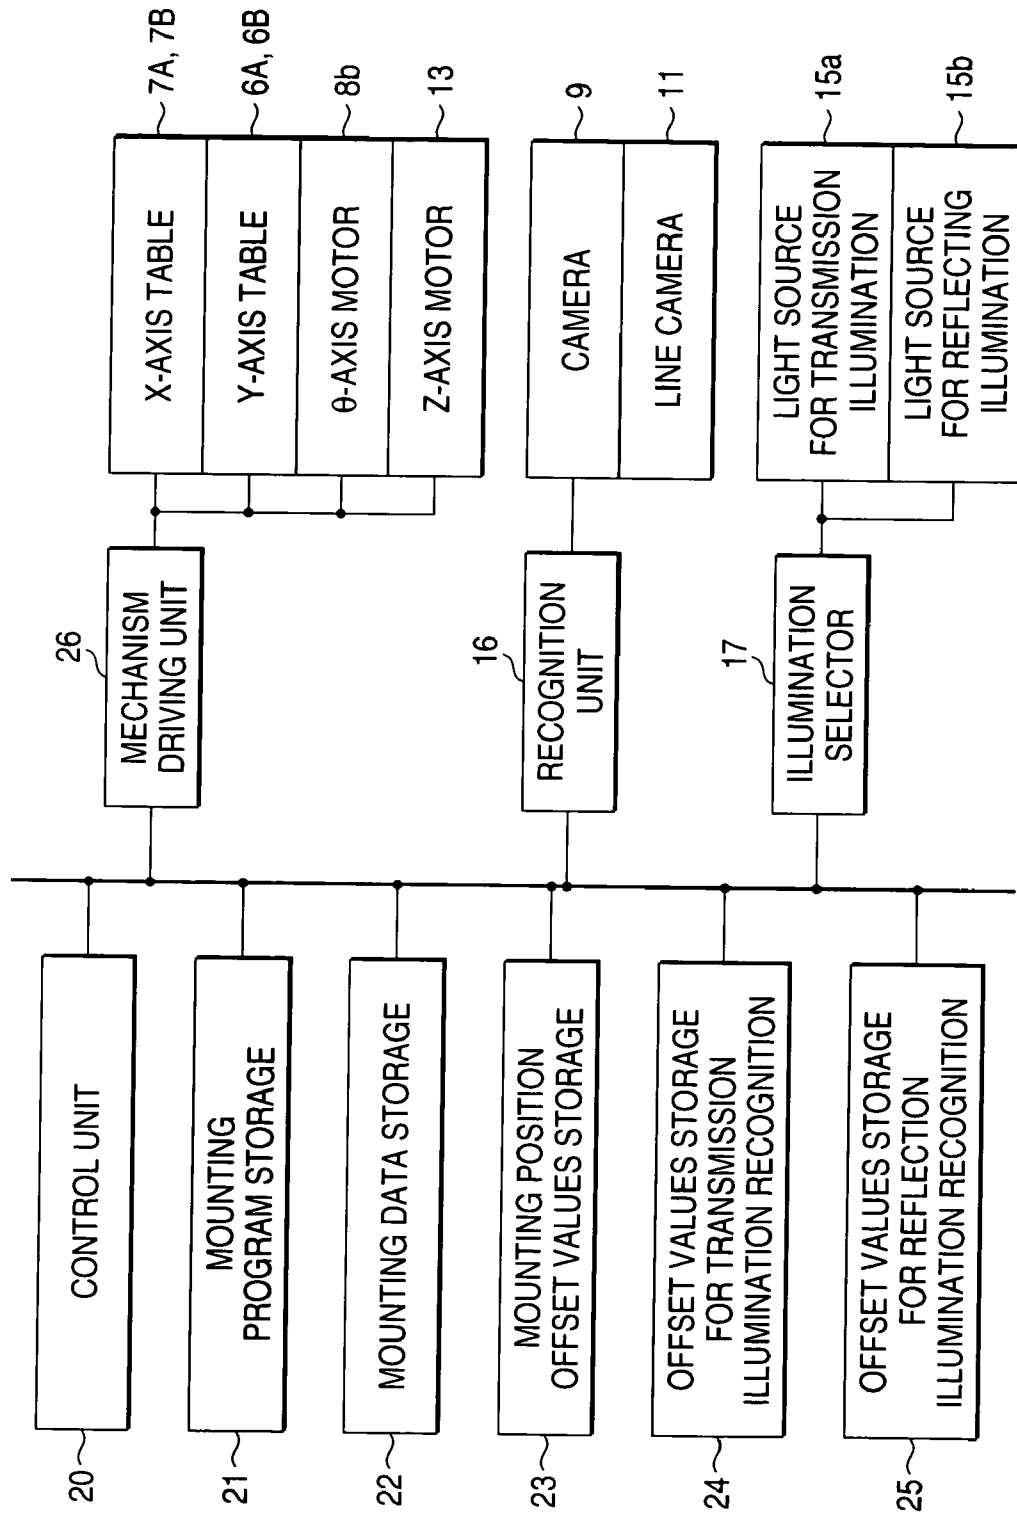 20
CONTROL UNIT
21
MOUNTING
PROGRAM STORAGE
22
MOUNTING DATA STORAGE
23
MOUNTING POSITION
OFFSET VALUES STORAGE
24
OFFSET VALUES STORAGE
FOR TRANSMISSION
ILLUMINATION RECOGNITION
25
OFFSET VALUES STORAGE
FOR REFLECTION
ILLUMINATION RECOGNITION
26
MECHANISM
DRIVING UNIT
16
RECOGNITION
UNIT
17
ILLUMINATION
SELECTOR
X-AXIS TABLE
7A, 7B
Y-AXIS TABLE
6A, 6B
θ-AXIS MOTOR
8b
Z-AXIS MOTOR
13
CAMERA
9
LINE CAMERA
11
LIGHT SOURCE
FOR TRANSMISSION
ILLUMINATION
15a
LIGHT SOURCE
FOR REFLECTING
ILLUMINATION
15b